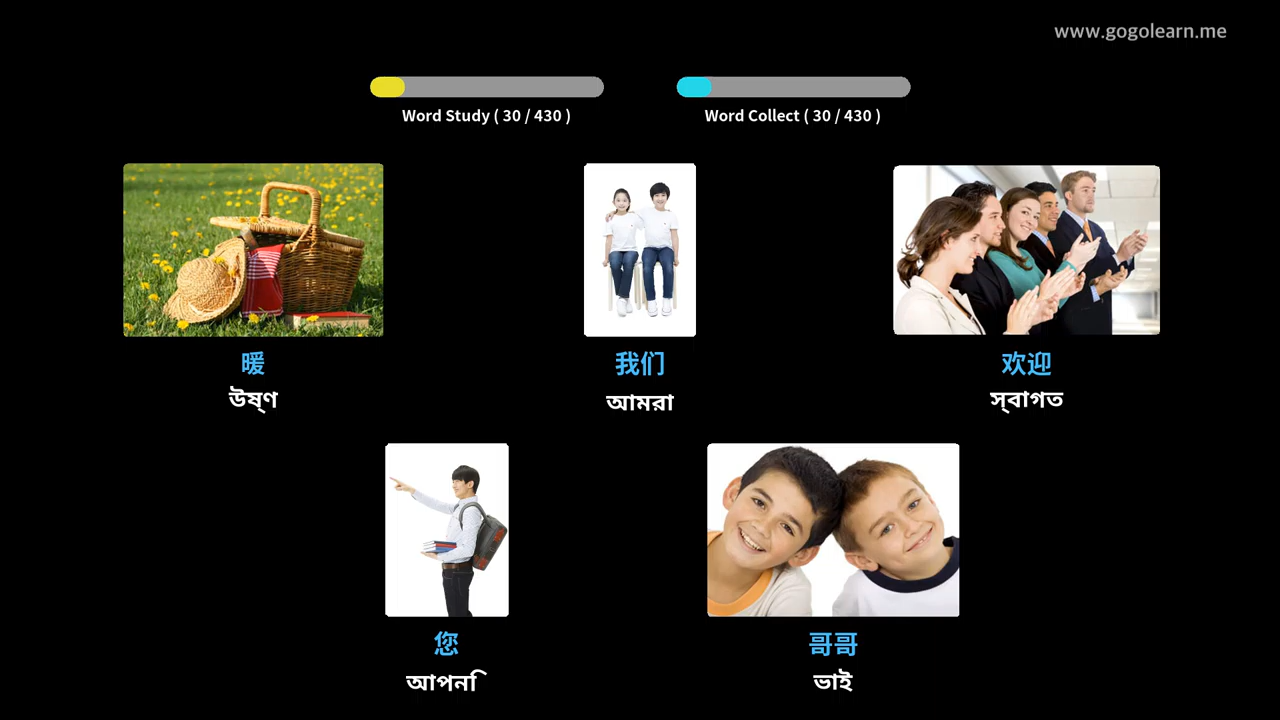 www.gogolearn.me
Word Study ( 30 / 430 )
Word Collect ( 30 / 430 )
暖
উষ্ণ
我们
আমরা
欢迎
স্বাগত
您
আপনি
哥哥
ভাই